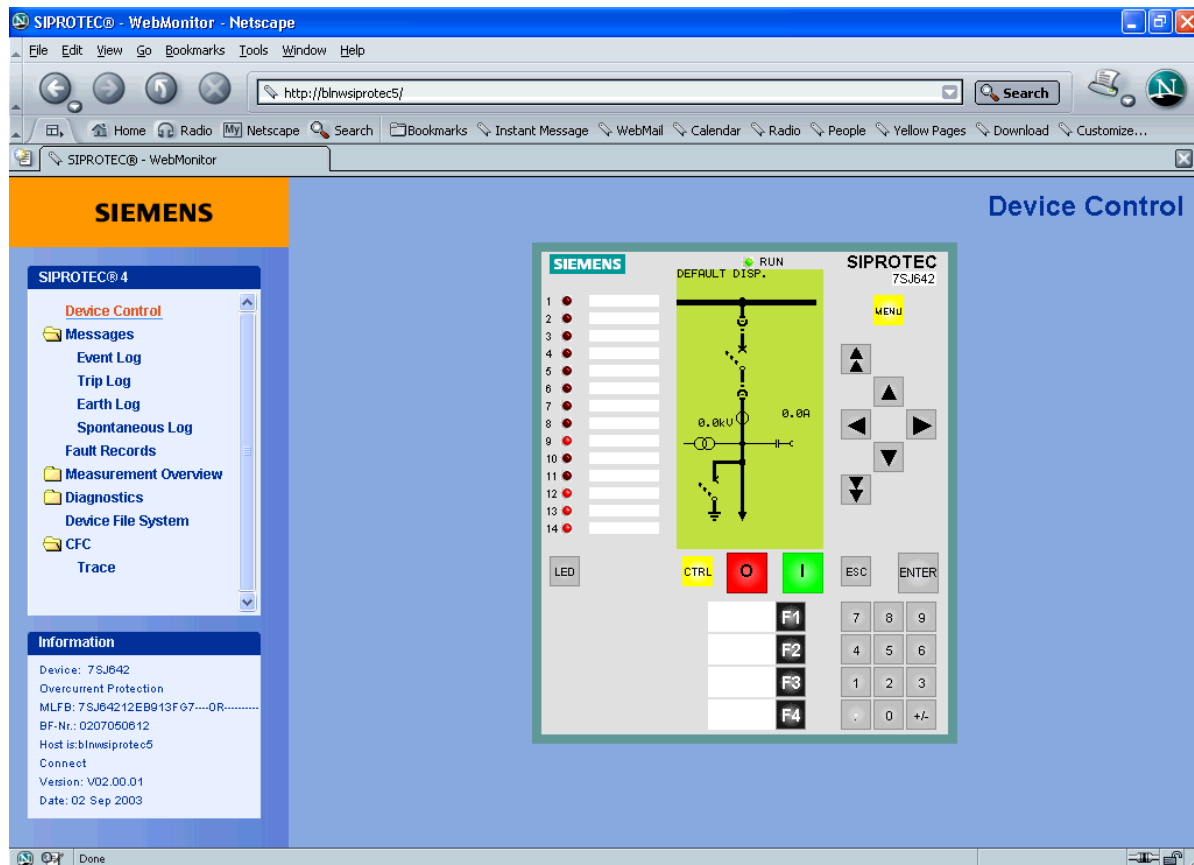 SIPROTEC® - WebMonitor - Netscape
File Edit View Go Bookmarks Tools Window Help
http://blnwsiprotec5/
Search
N
Home Radio My Netscape Search Bookmarks Instant Message WebMail Calendar Radio People Yellow Pages Download Customize...
SIPROTEC® - WebMonitor
SIEMENS
SIPROTEC® 4
Device Control
Messages
Event Log
Trip Log
Earth Log
Spontaneous Log
Fault Records
Measurement Overview
Diagnostics
Device File System
CFC
Trace
Information
Device: 7SJ642
Overcurrent Protection
MLFB: 7SJ64212EB913FG7----0R----------
BF-Nr.: 0207050612
Host is:blnwsiprotec5
Connect
Version: V02.00.01
Date: 02 Sep 2003
Device Control
SIEMENS
RUN
SIPROTEC
7SJ642
DEFAULT DISP.
MENU
1
2
3
4
5
6
7
8
9
10
11
12
13
14
0.0kV
0.0A
LED
CTRL
O
I
ESC
ENTER
F1
F2
F3
F4
7 8 9
4 5 6
1 2 3
. 0 +/-
Done